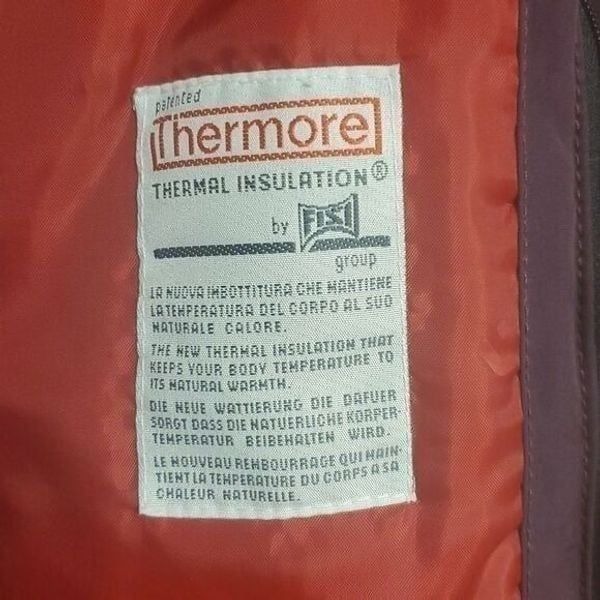 patented
Thermore
THERMAL INSULATION®
by FISI
group
LA NUOVA IMBOTTITURA CHE MANTIENE
LA TEMPERATURA DEL CORPO AL SUO
NATURALE CALORE.
THE NEW THERMAL INSULATION THAT
KEEPS YOUR BODY TEMPERATURE TO
ITS NATURAL WARMTH.
DIE NEUE WATTIERUNG DIE DAFUER
SORGT DASS DIE NATUERLICHE KORPER-
TEMPERATUR BEIBEHALTEN WIRD.
LE NOUVEAU REMBOURRAGE QUI MAIN-
TIENT LA TEMPERATURE DU CORPS A SA
CHALEUR NATURELLE.